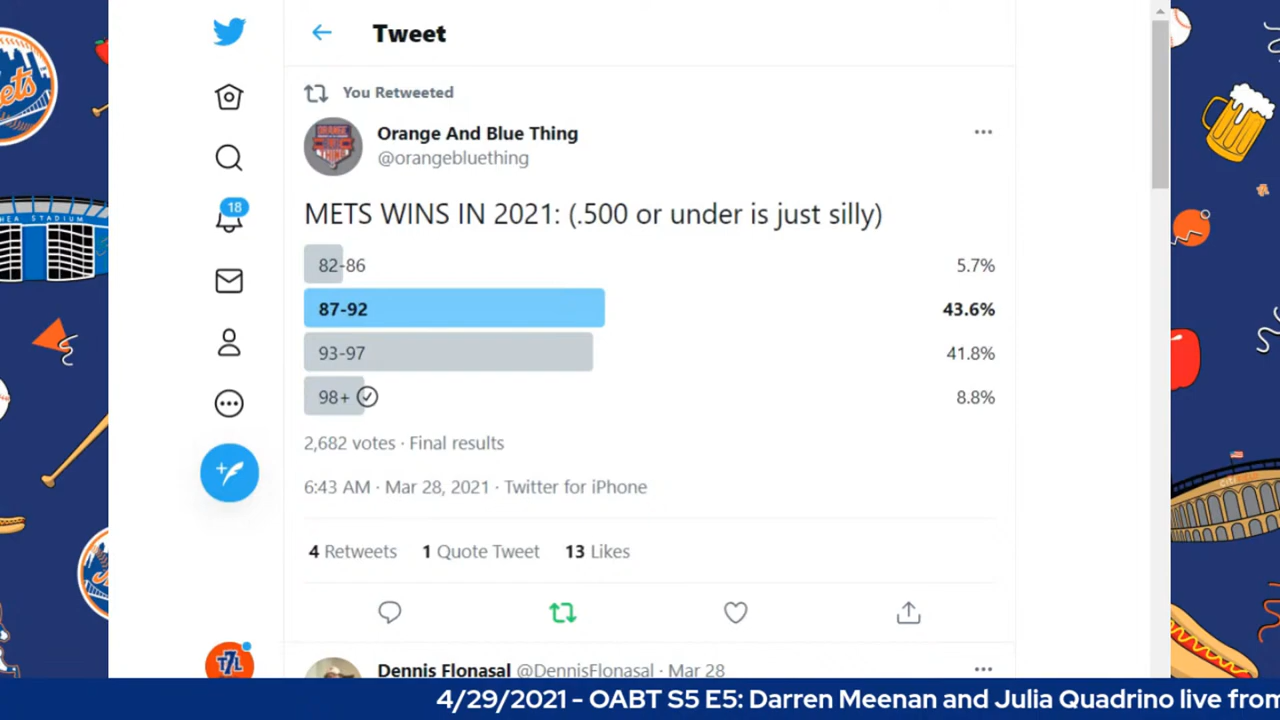 Tweet
You Retweeted
Orange And Blue Thing
@orangebluething
18
METS WINS IN 2021: (.500 or under is just silly)
82-86 5.7%
87-92 43.6%
93-97 41.8%
98+ 8.8%
2,682 votes · Final results
6:43 AM · Mar 28, 2021 · Twitter for iPhone
4 Retweets 1 Quote Tweet 13 Likes
T7L
Dennis Flonasal @DennisFlonasal · Mar 28
HEA STADIUM
4/29/2021 - OABT S5 E5: Darren Meenan and Julia Quadrino live from